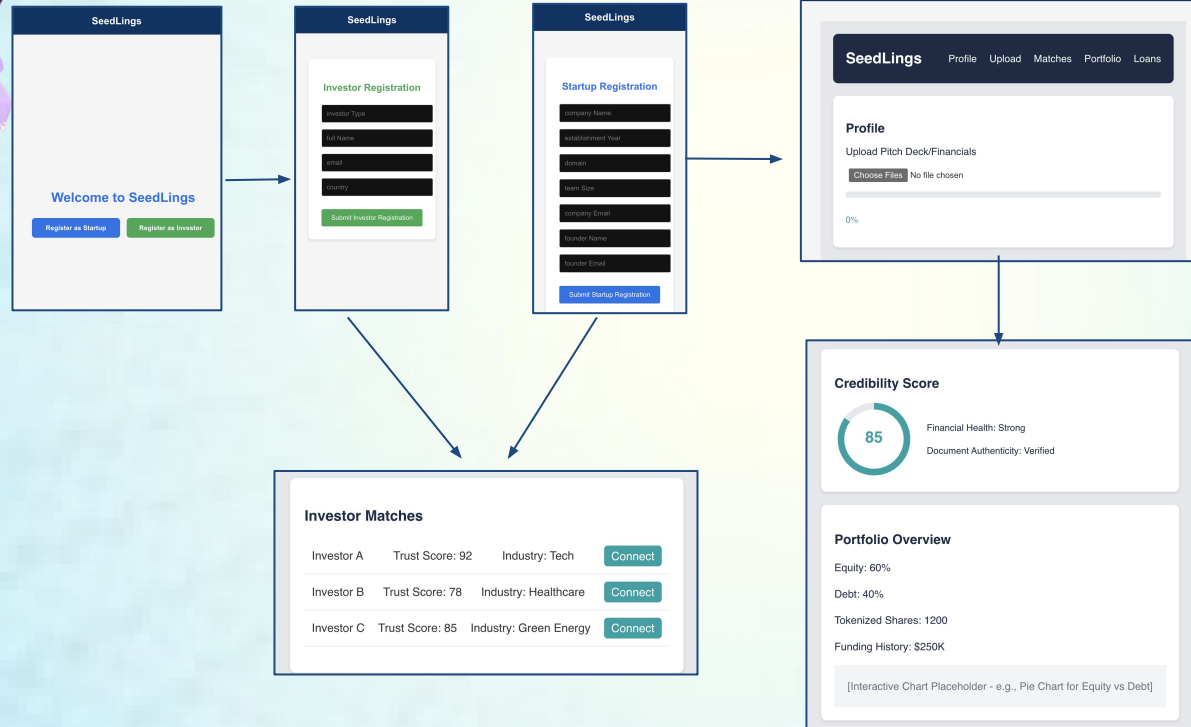 SeedLings
Welcome to SeedLings
Register as Startup
Register as Investor
SeedLings
Investor Registration
investor Type
full Name
email
country
Submit Investor Registration
SeedLings
Startup Registration
company Name
establishment Year
domain
team Size
company Email
founder Name
founder Email
Submit Startup Registration
SeedLings Profile Upload Matches Portfolio Loans
Profile
Upload Pitch Deck/Financials
Choose Files No file chosen
0%
Investor Matches
Investor A Trust Score: 92 Industry: Tech Connect
Investor B Trust Score: 78 Industry: Healthcare Connect
Investor C Trust Score: 85 Industry: Green Energy Connect
Credibility Score
85
Financial Health: Strong
Document Authenticity: Verified
Portfolio Overview
Equity: 60%
Debt: 40%
Tokenized Shares: 1200
Funding History: $250K
[Interactive Chart Placeholder - e.g., Pie Chart for Equity vs Debt]